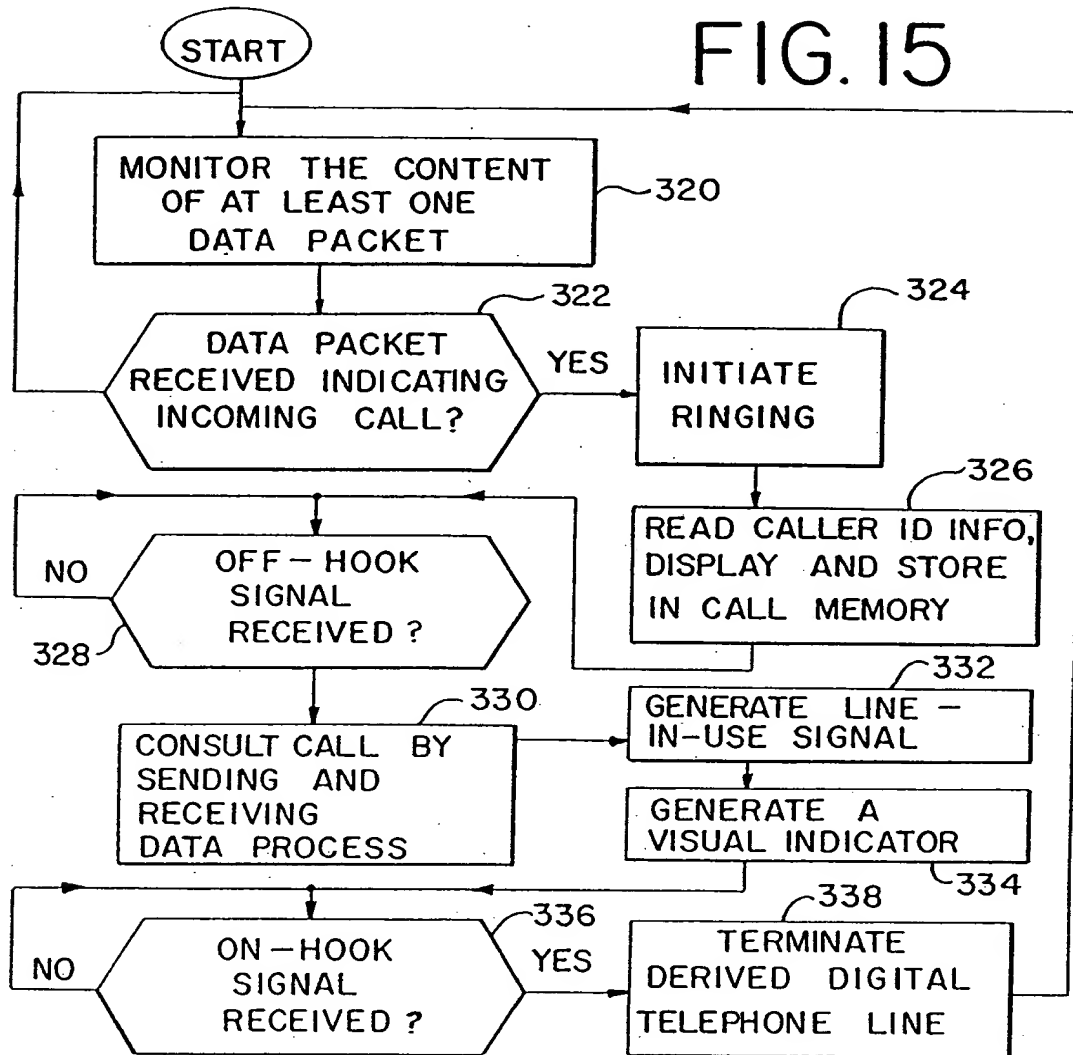 FIG. 15
START
MONITOR THE CONTENT
OF AT LEAST ONE
DATA PACKET
320
322
DATA PACKET
RECEIVED INDICATING
INCOMING CALL?
YES
324
INITIATE
RINGING
326
READ CALLER ID INFO,
DISPLAY AND STORE
IN CALL MEMORY
NO
OFF-HOOK
SIGNAL
RECEIVED?
328
330
CONSULT CALL BY
SENDING AND
RECEIVING
DATA PROCESS
332
GENERATE LINE-
IN-USE SIGNAL
GENERATE A
VISUAL INDICATOR
334
336
NO
ON-HOOK
SIGNAL
RECEIVED?
YES
338
TERMINATE
DERIVED DIGITAL
TELEPHONE LINE